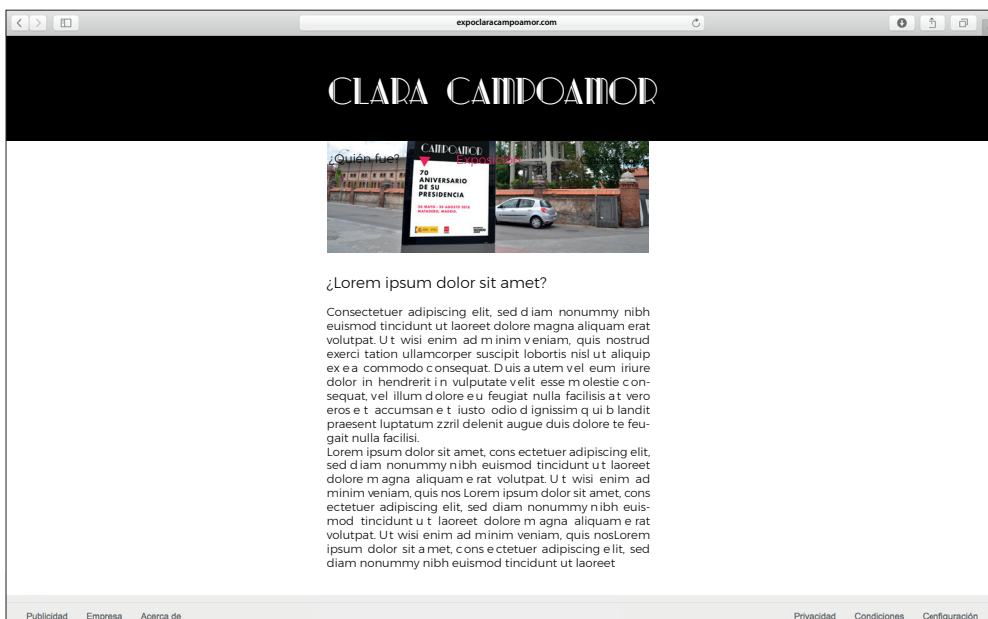 expoclaracampoamor.com
CLARA CAMPOAMOR
¿Quién fue?
Exposición
CAMPOAMOR
70
ANIVERSARIO
DE SU
PRESIDENCIA
MATADERO, MADRID.
¿Lorem ipsum dolor sit amet?
Consectetuer adipiscing elit, sed d iam nonummy nibh
euismod tincidunt ut laoreet dolore magna aliquam erat
volutpat. U t wisi enim ad m inim v eniam, quis nostrud
exerci tation ullamcorper suscipit lobortis nisl u t aliquip
ex e a commodo c onsequat. D uis a utem v el eum iriure
dolor in hendrerit i n vulputate v elit esse m olestie c on-
sequat, vel illum d olore e u feugiat nulla facilisis a t vero
eros e t accumsan e t iusto odio d ignissim q ui b landit
praesent luptatum zzril delenit augue duis dolore te feu-
gait nulla facilisi.
Lorem ipsum dolor sit amet, cons ectetuer adipiscing elit,
sed d iam nonummy n ibh euismod tincidunt u t laoreet
dolore m agna aliquam e rat volutpat. U t wisi enim ad
minim veniam, quis nos Lorem ipsum dolor sit amet, cons
ectetuer adipiscing elit, sed diam nonummy n ibh euis-
mod tincidunt u t laoreet dolore m agna aliquam e rat
volutpat. Ut wisi enim ad minim veniam, quis nosLorem
ipsum dolor sit a met, c ons e ctetuer adipiscing e lit, sed
diam nonummy nibh euismod tincidunt ut laoreet
Publicidad Empresa Acerca de
Privacidad Condiciones Configuración